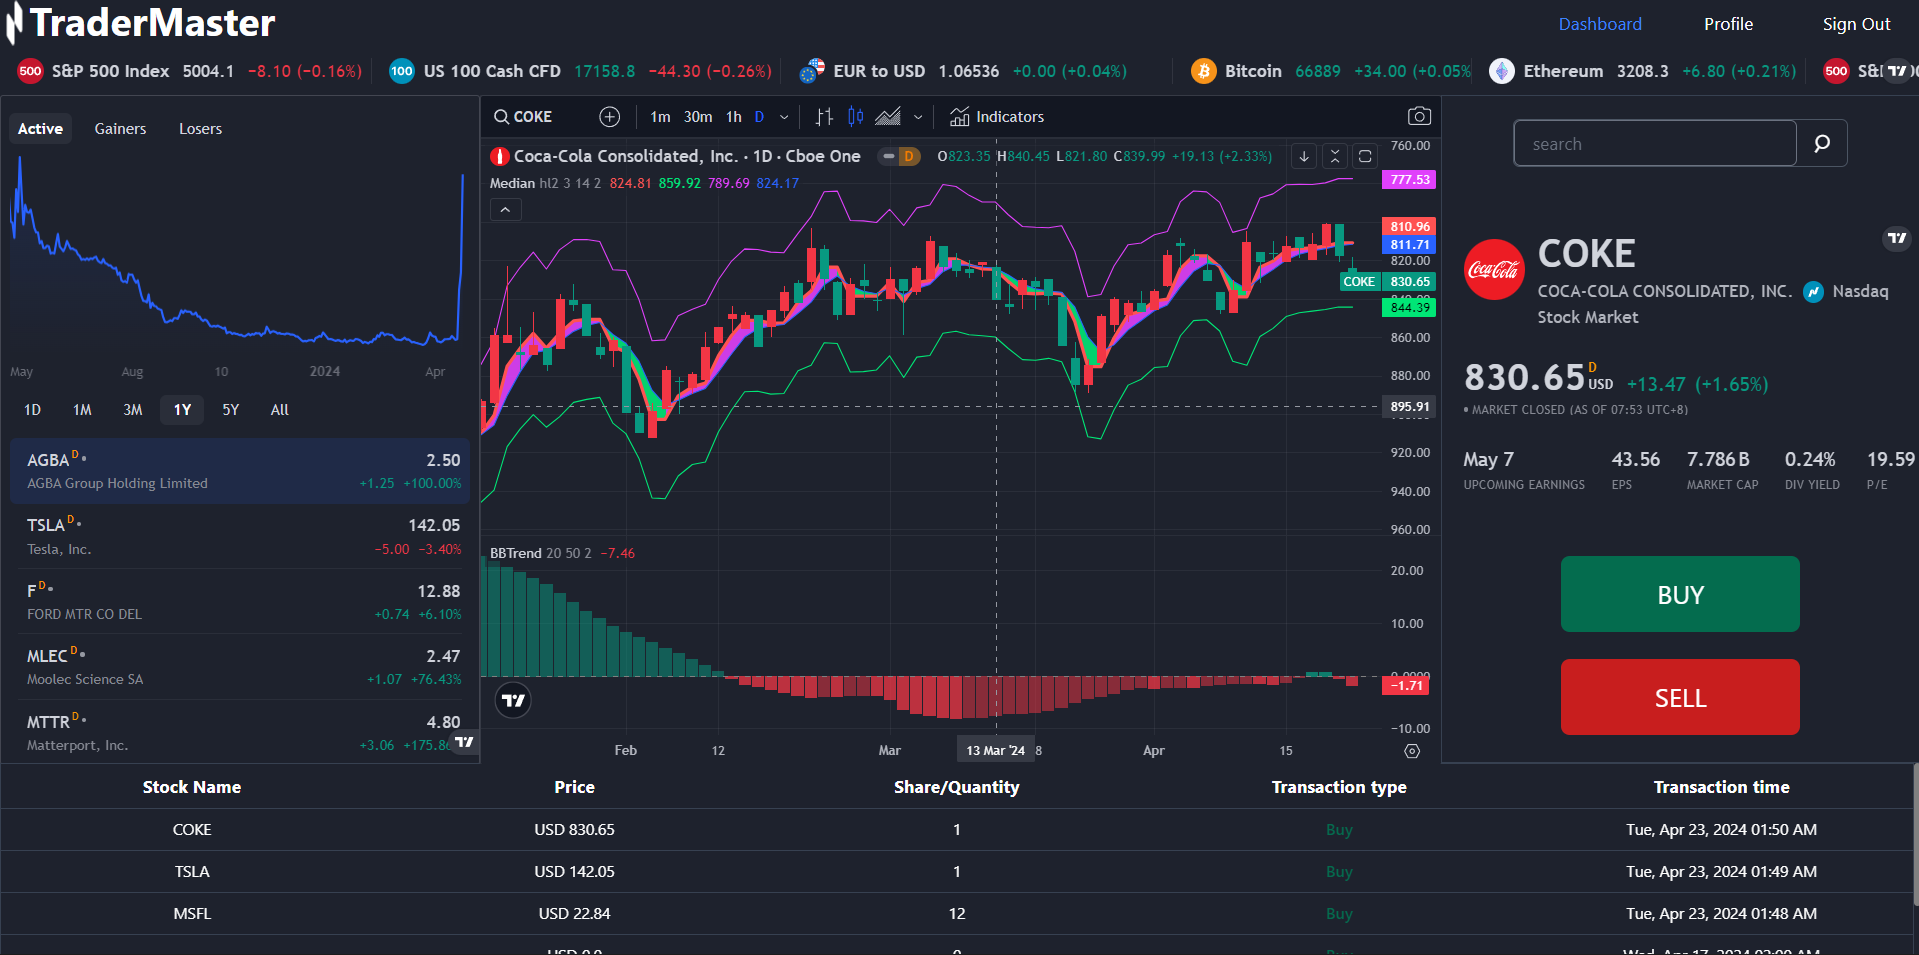 TraderMaster
Dashboard Profile Sign Out
500 S&P 500 Index 5004.1 −8.10 (−0.16%) 100 US 100 Cash CFD 17158.8 −44.30 (−0.26%) EUR to USD 1.06536 +0.00 (+0.04%) Bitcoin 66889 +34.00 (+0.05% Ethereum 3208.3 +6.80 (+0.21%) 500
Active Gainers Losers
May Aug 10 2024 Apr
1D 1M 3M 1Y 5Y All
AGBA D 2.50
AGBA Group Holding Limited +1.25 +100.00%
TSLA D 142.05
Tesla, Inc. −5.00 −3.40%
F D 12.88
FORD MTR CO DEL +0.74 +6.10%
MLEC D 2.47
Moolec Science SA +1.07 +76.43%
MTTR D 4.80
Matterport, Inc. +3.06
COKE 1m 30m 1h D Indicators
Coca-Cola Consolidated, Inc. · 1D · Cboe One D O823.35 H840.45 L821.80 C839.99 +19.13 (+2.33%)
Median hl2 3 14 2 824.81 859.92 789.69 824.17
760.00
777.53
810.96
811.71
820.00
COKE 830.65
844.39
860.00
880.00
895.91
920.00
940.00
960.00
BBTrend 20 50 2 −7.46
20.00
10.00
−1.71
−10.00
Feb 12 Mar 13 Mar '24 8 Apr 15
search
Coca-Cola
COKE
COCA-COLA CONSOLIDATED, INC. Nasdaq
Stock Market
830.65 D USD +13.47 (+1.65%)
MARKET CLOSED (AS OF 07:53 UTC+8)
May 7 43.56 7.786 B 0.24% 19.59
UPCOMING EARNINGS EPS MARKET CAP DIV YIELD P/E
BUY
SELL
Stock Name Price Share/Quantity Transaction type Transaction time
COKE USD 830.65 1 Buy Tue, Apr 23, 2024 01:50 AM
TSLA USD 142.05 1 Buy Tue, Apr 23, 2024 01:49 AM
MSFL USD 22.84 12 Buy Tue, Apr 23, 2024 01:48 AM